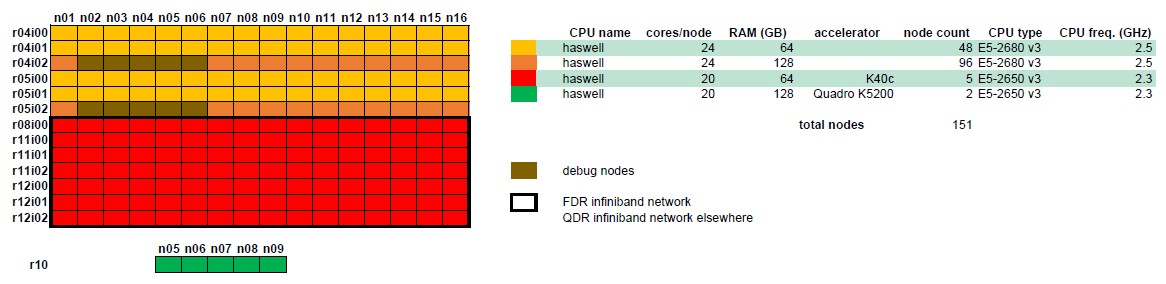 n01 n02 n03 n04 n05 n06 n07 n08 n09 n10 n11 n12 n13 n14 n15 n16
CPU name cores/node RAM (GB) accelerator node count CPU type CPU freq. (GHz)
r04i00
r04i01 haswell 24 64 48 E5-2680 v3 2.5
r04i02 haswell 24 128 96 E5-2680 v3 2.5
r05i00 haswell 20 64 K40c 5 E5-2650 v3 2.3
r05i01 haswell 20 128 Quadro K5200 2 E5-2650 v3 2.3
r05i02
r08i00 total nodes 151
r11i00
r11i01
r11i02 debug nodes
r12i00
r12i01 FDR infiniband network
r12i02 QDR infiniband network elsewhere
n05 n06 n07 n08 n09
r10